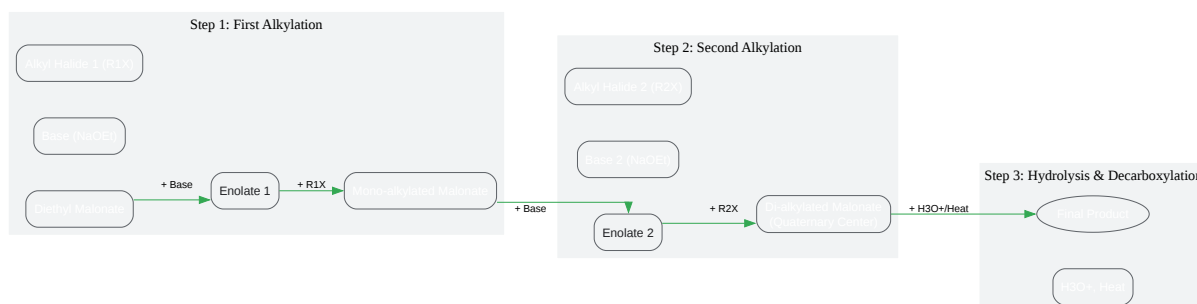 Step 1: First Alkylation
Alkyl Halide 1 (R1X)
Base (NaOEt)
Diethyl Malonate
+ Base
Enolate 1
+ R1X
Mono-alkylated Malonate
+ Base
Step 2: Second Alkylation
Alkyl Halide 2 (R2X)
Base 2 (NaOEt)
Enolate 2
+ R2X
Di-alkylated Malonate
(Quaternary Center)
+ H3O+/Heat
Step 3: Hydrolysis & Decarboxylation
Final Product
H3O+, Heat